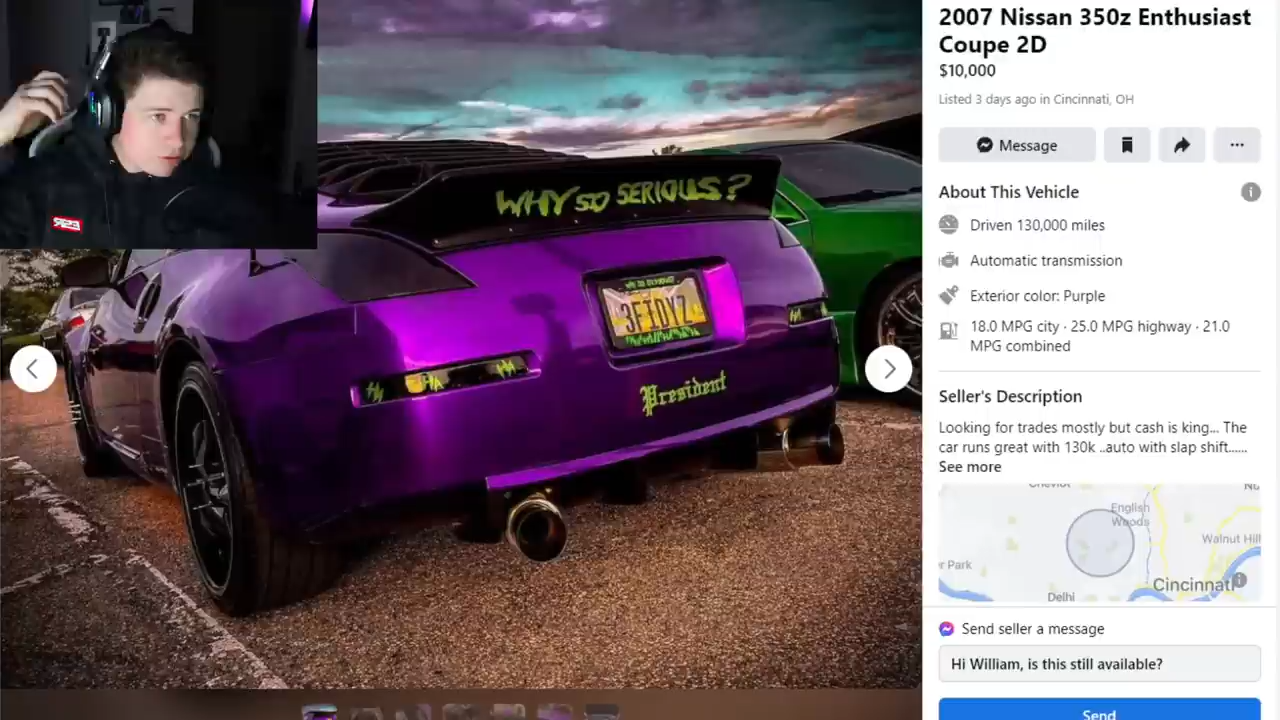 2007 Nissan 350z Enthusiast
Coupe 2D
$10,000
Listed 3 days ago in Cincinnati, OH
Message
About This Vehicle
Driven 130,000 miles
Automatic transmission
Exterior color: Purple
18.0 MPG city · 25.0 MPG highway · 21.0
MPG combined
Seller's Description
Looking for trades mostly but cash is king... The
car runs great with 130k ..auto with slap shift......
See more
Cheviot
English
Woods
Walnut Hill
r Park
Cincinnati
Delhi
Send seller a message
Hi William, is this still available?
Send
WHY SO SERIOUS?
President